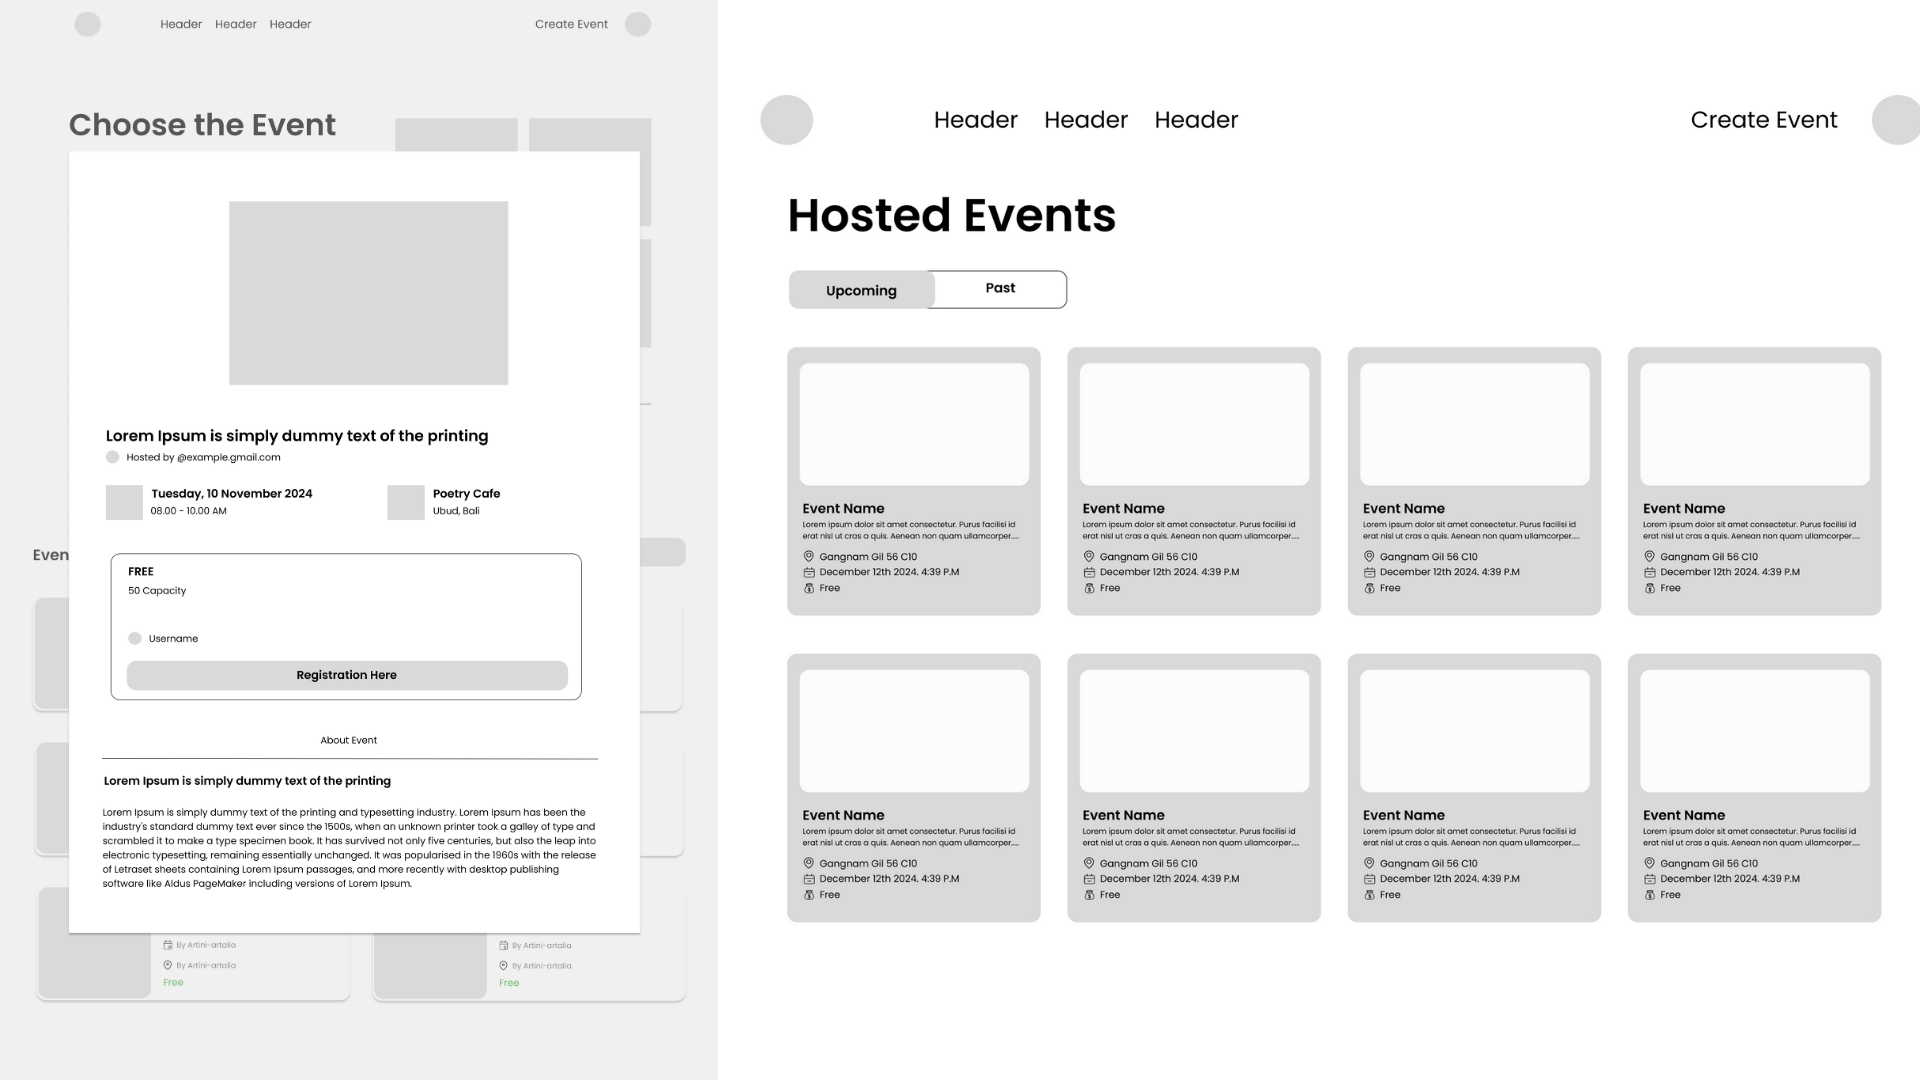 Header Header Header Create Event
Choose the Event
Lorem Ipsum is simply dummy text of the printing
Hosted by @example.gmail.com
Tuesday, 10 November 2024
08.00 - 10.00 AM
Poetry Cafe
Ubud, Bali
Even
FREE
50 Capacity
Username
Registration Here
About Event
Lorem Ipsum is simply dummy text of the printing
Lorem Ipsum is simply dummy text of the printing and typesetting industry. Lorem Ipsum has been the
industry's standard dummy text ever since the 1500s, when an unknown printer took a galley of type and
scrambled it to make a type specimen book. It has survived not only five centuries, but also the leap into
electronic typesetting, remaining essentially unchanged. It was popularised in the 1960s with the release
of Letraset sheets containing Lorem Ipsum passages, and more recently with desktop publishing
software like Aldus PageMaker including versions of Lorem Ipsum.
By Artini-artalia
By Artini-artalia
Free
By Artini-artalia
By Artini-artalia
Free
Header Header Header Create Event
Hosted Events
Upcoming Past
Event Name
Lorem ipsum dolor sit amet consectetur. Purus facilisi id
erat nisl ut cras a quis. Aenean non quam ullamcorper.....
Gangnam Gil 56 C10
December 12th 2024. 4:39 P.M
Free
Event Name
Lorem ipsum dolor sit amet consectetur. Purus facilisi id
erat nisl ut cras a quis. Aenean non quam ullamcorper.....
Gangnam Gil 56 C10
December 12th 2024. 4:39 P.M
Free
Event Name
Lorem ipsum dolor sit amet consectetur. Purus facilisi id
erat nisl ut cras a quis. Aenean non quam ullamcorper.....
Gangnam Gil 56 C10
December 12th 2024. 4:39 P.M
Free
Event Name
Lorem ipsum dolor sit amet consectetur. Purus facilisi id
erat nisl ut cras a quis. Aenean non quam ullamcorper.....
Gangnam Gil 56 C10
December 12th 2024. 4:39 P.M
Free
Event Name
Lorem ipsum dolor sit amet consectetur. Purus facilisi id
erat nisl ut cras a quis. Aenean non quam ullamcorper.....
Gangnam Gil 56 C10
December 12th 2024. 4:39 P.M
Free
Event Name
Lorem ipsum dolor sit amet consectetur. Purus facilisi id
erat nisl ut cras a quis. Aenean non quam ullamcorper.....
Gangnam Gil 56 C10
December 12th 2024. 4:39 P.M
Free
Event Name
Lorem ipsum dolor sit amet consectetur. Purus facilisi id
erat nisl ut cras a quis. Aenean non quam ullamcorper.....
Gangnam Gil 56 C10
December 12th 2024. 4:39 P.M
Free
Event Name
Lorem ipsum dolor sit amet consectetur. Purus facilisi id
erat nisl ut cras a quis. Aenean non quam ullamcorper.....
Gangnam Gil 56 C10
December 12th 2024. 4:39 P.M
Free